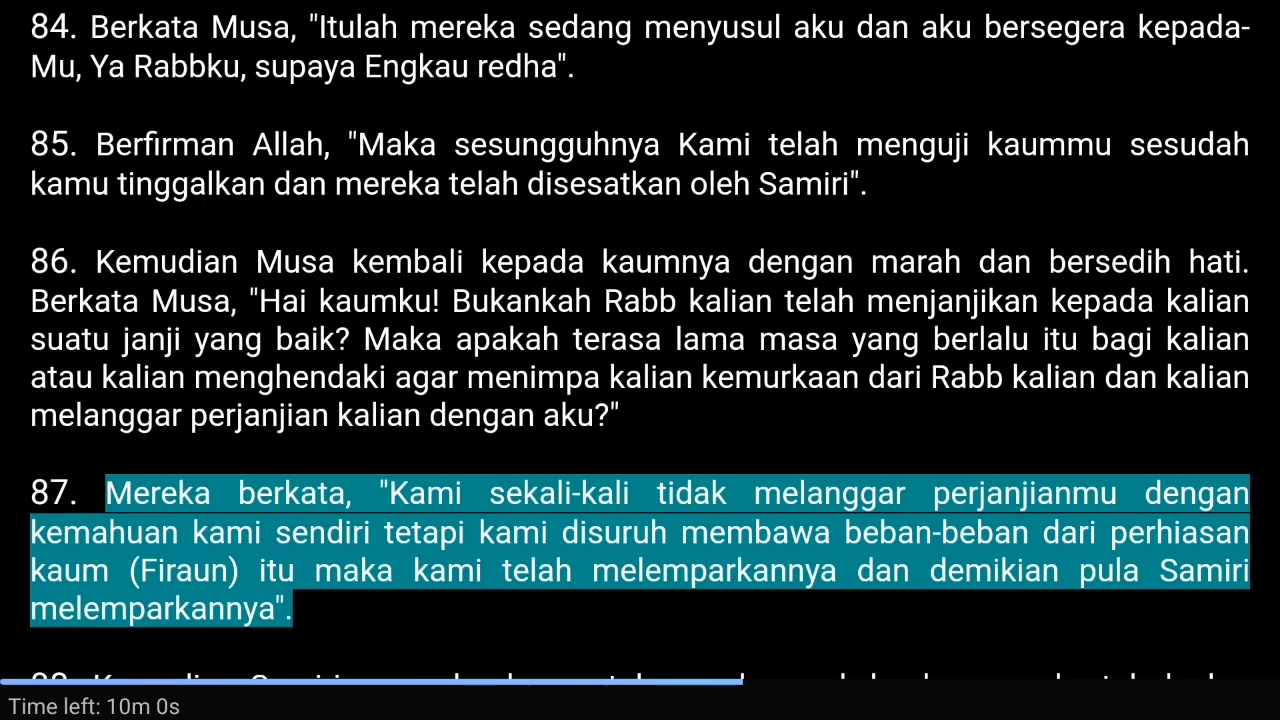 84. Berkata Musa, "Itulah mereka sedang menyusul aku dan aku bersegera kepada-
Mu, Ya Rabbku, supaya Engkau redha".
85. Berfirman Allah, "Maka sesungguhnya Kami telah menguji kaummu sesudah
kamu tinggalkan dan mereka telah disesatkan oleh Samiri".
86. Kemudian Musa kembali kepada kaumnya dengan marah dan bersedih hati.
Berkata Musa, "Hai kaumku! Bukankah Rabb kalian telah menjanjikan kepada kalian
suatu janji yang baik? Maka apakah terasa lama masa yang berlalu itu bagi kalian
atau kalian menghendaki agar menimpa kalian kemurkaan dari Rabb kalian dan kalian
melanggar perjanjian kalian dengan aku?"
87. Mereka berkata, "Kami sekali-kali tidak melanggar perjanjianmu dengan
kemahuan kami sendiri tetapi kami disuruh membawa beban-beban dari perhiasan
kaum (Firaun) itu maka kami telah melemparkannya dan demikian pula Samiri
melemparkannya".
Time left: 10m 0s